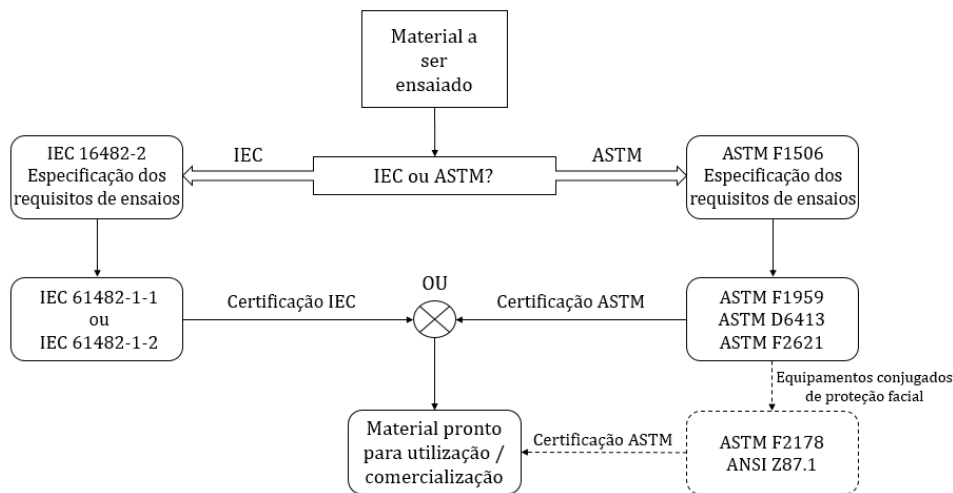 Material a
ser
ensaiado
IEC 16482-2
Especificação dos
requisitos de ensaios
IEC
IEC ou ASTM?
ASTM
ASTM F1506
Especificação dos
requisitos de ensaios
IEC 61482-1-1
ou
IEC 61482-1-2
Certificação IEC
OU
Certificação ASTM
ASTM F1959
ASTM D6413
ASTM F2621
Equipamentos conjugados
de proteção facial
Material pronto
para utilização /
comercialização
Certificação ASTM
ASTM F2178
ANSI Z87.1